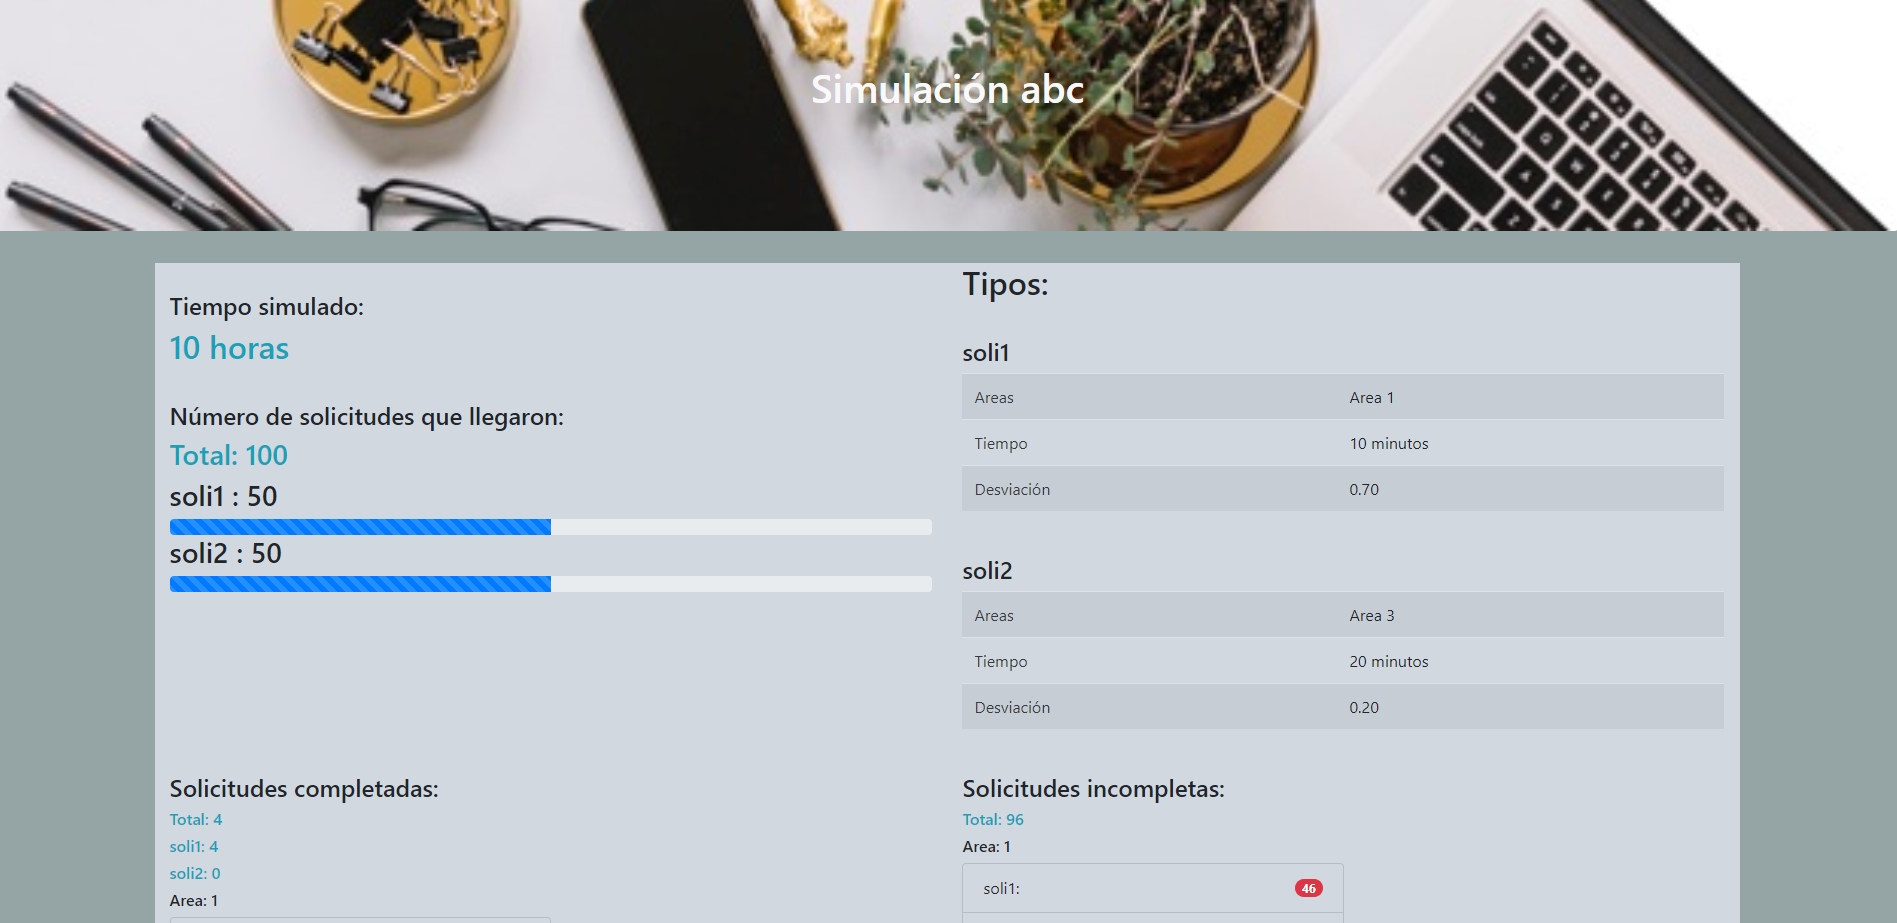 Simulación abc
Tiempo simulado:
10 horas
Número de solicitudes que llegaron:
Total: 100
soli1 : 50
soli2 : 50
Tipos:
soli1
Areas Area 1
Tiempo 10 minutos
Desviación 0.70
soli2
Areas Area 3
Tiempo 20 minutos
Desviación 0.20
Solicitudes completadas:
Total: 4
soli1: 4
soli2: 0
Area: 1
Solicitudes incompletas:
Total: 96
Area: 1
soli1: 46